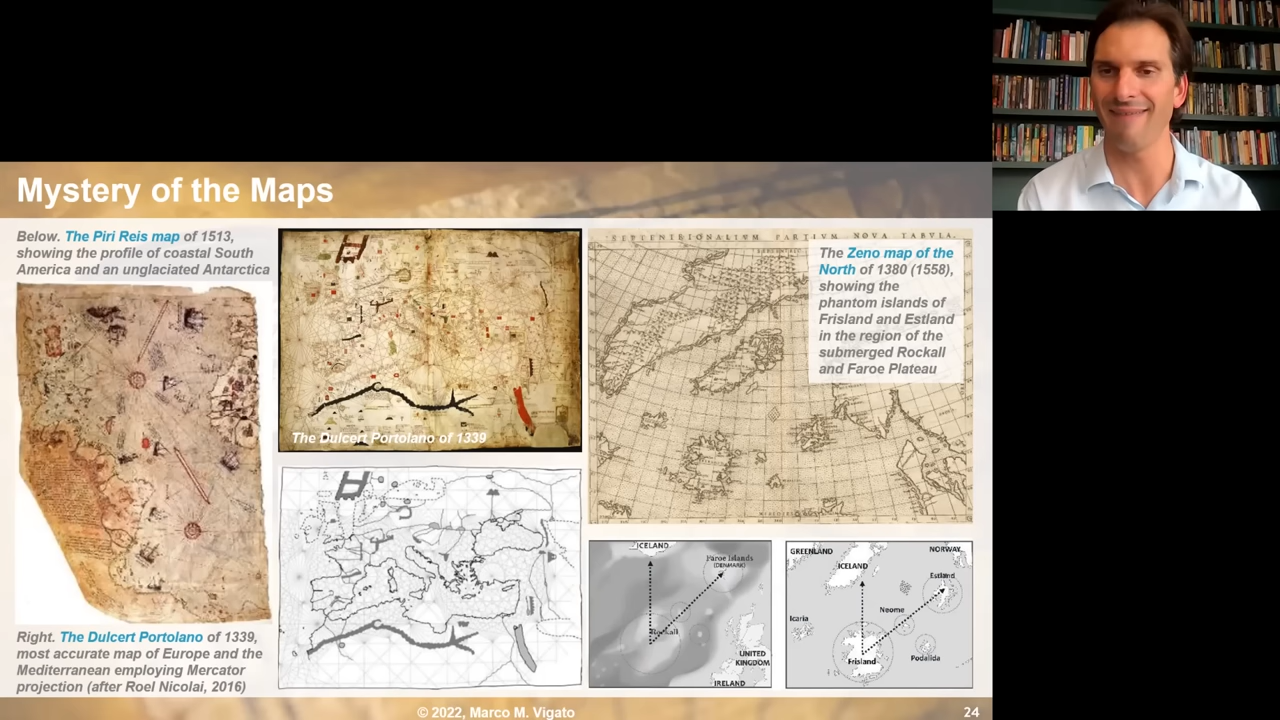 Mystery of the Maps
Below. The Piri Reis map of 1513,
showing the profile of coastal South
America and an unglaciated Antarctica
The Dulcert Portolano of 1339
Right. The Dulcert Portolano of 1339,
most accurate map of Europe and the
Mediterranean employing Mercator
projection (after Roel Nicolai, 2016)
SEPTENTRIONALIVM PARTIVM NOVA TABVLA.
The Zeno map of the
North of 1380 (1558),
showing the
phantom islands of
Frisland and Estland
in the region of the
submerged Rockall
and Faroe Plateau
ICELAND
Faroe Islands
(DENMARK)
Rockall
UNITED
KINGDOM
IRELAND
GREENLAND
NORWAY
ICELAND
Estland
Neome
Icaria
Frisland
Podalida
© 2022, Marco M. Vigato
24